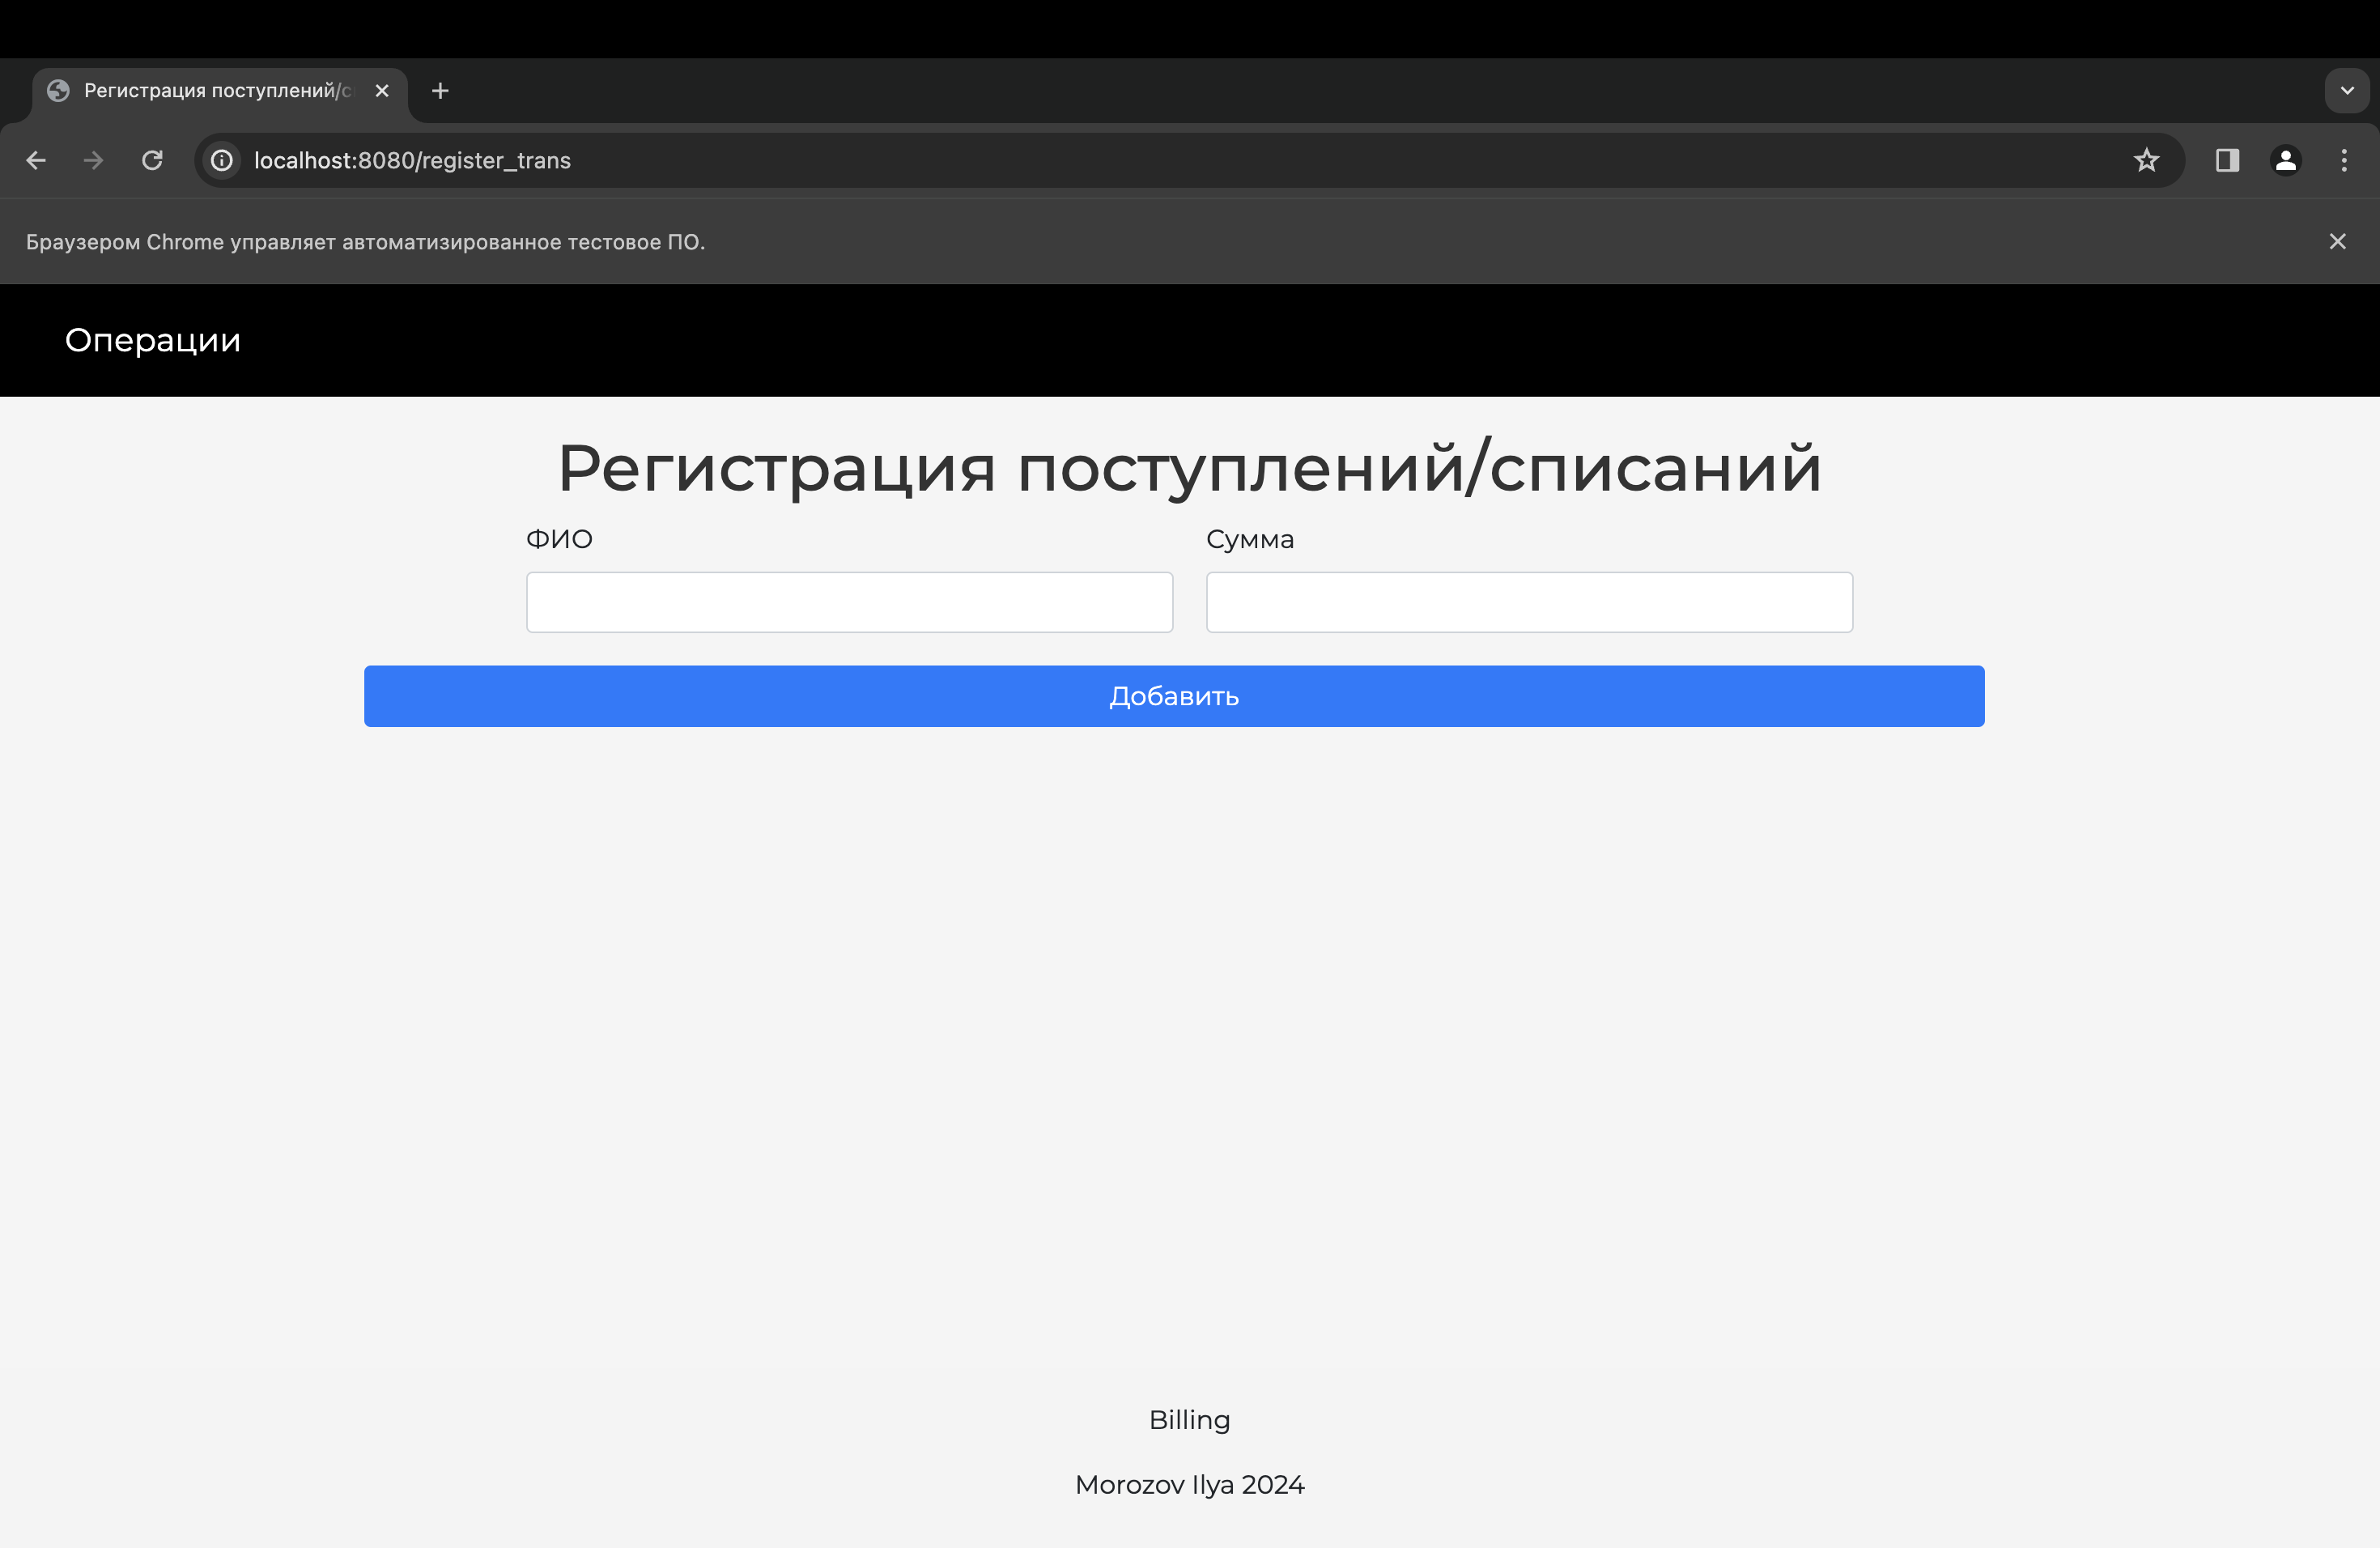 Регистрация поступлений/с
localhost:8080/register_trans
Браузером Chrome управляет автоматизированное тестовое ПО.
Операции
Регистрация поступлений/списаний
ФИО
Сумма
Добавить
Billing
Morozov Ilya 2024